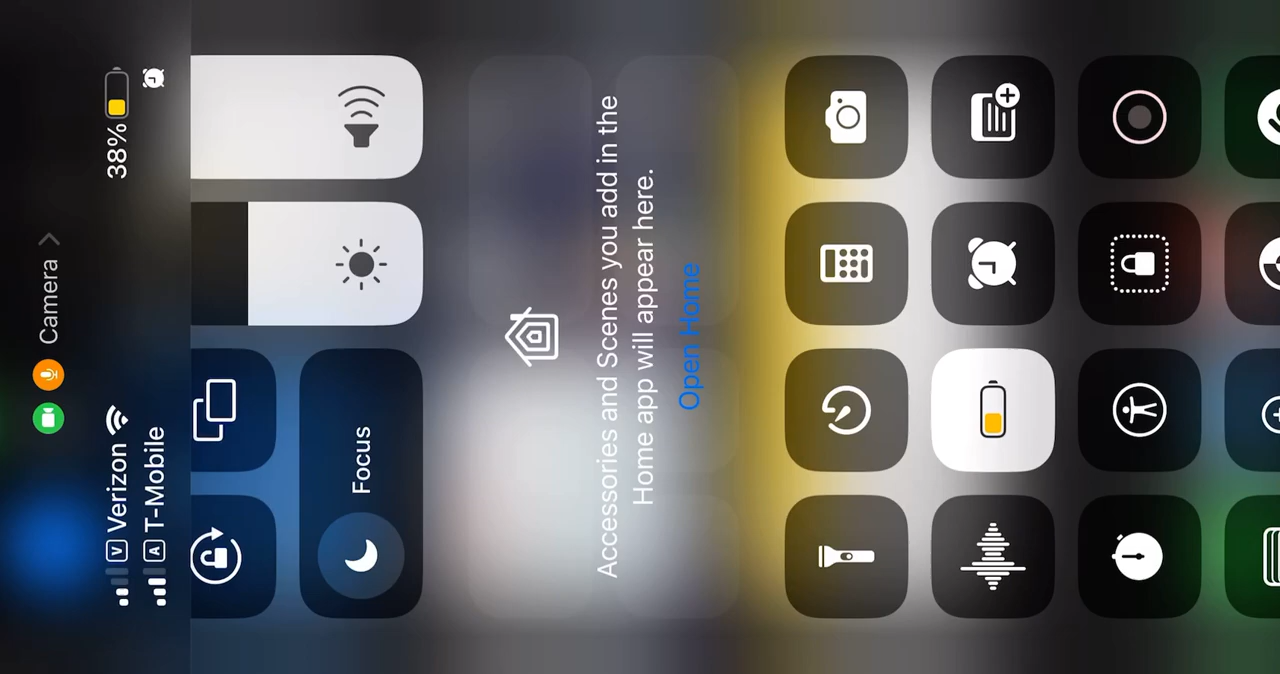 Camera
V Verizon
38%
A T-Mobile
Focus
Accessories and Scenes you add in the
Home app will appear here.
Open Home